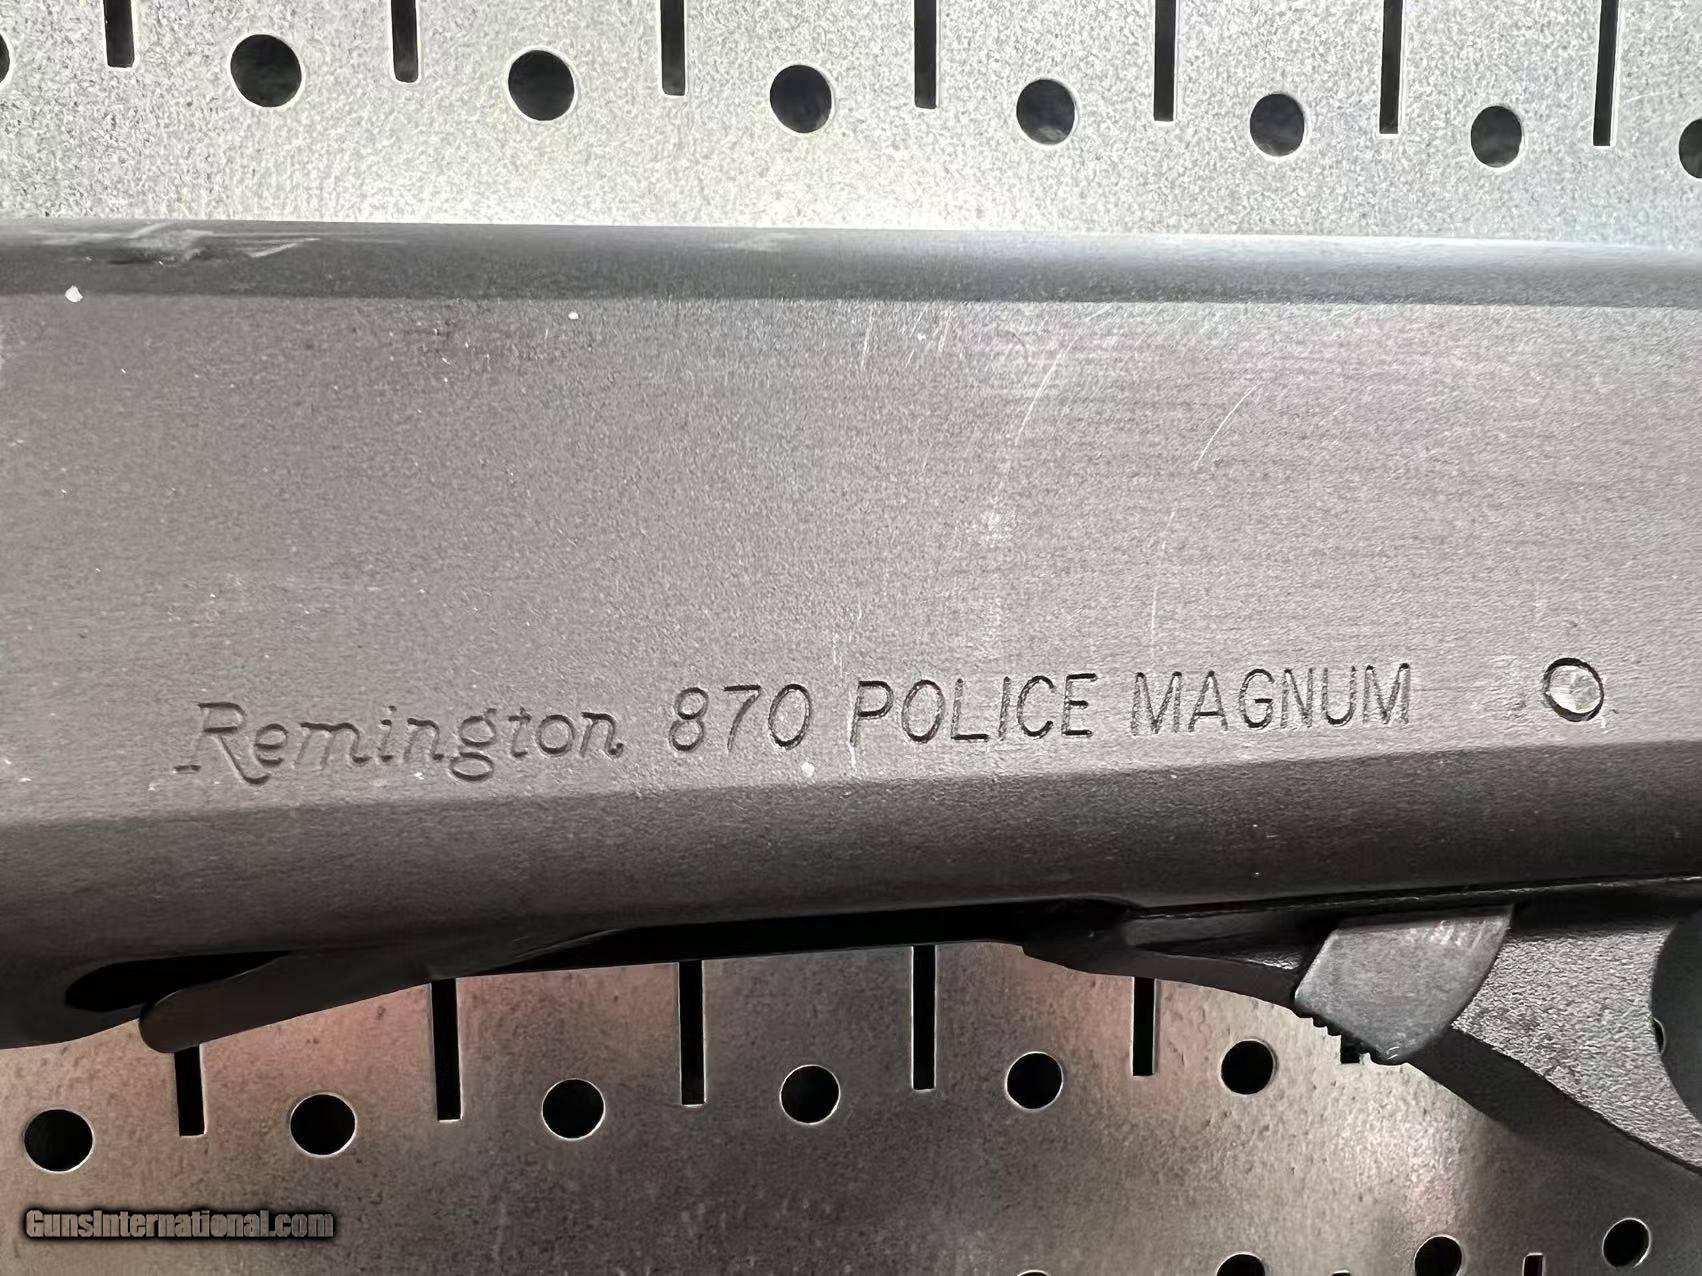 Remington 870 POLICE MAGNUM
GunsInternational.com